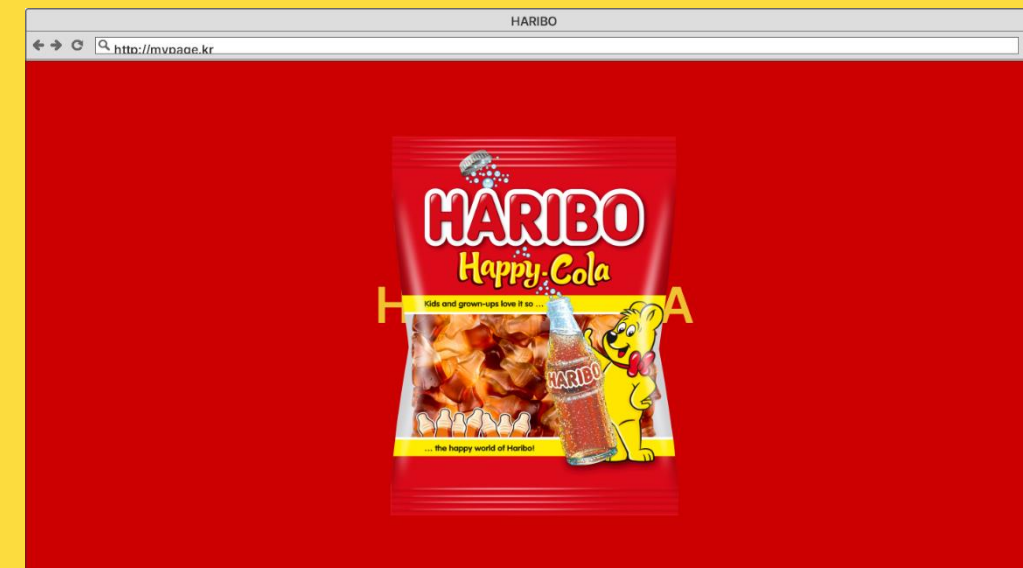 HARIBO
http://mypage.kr
HARIBO
Happy-Cola
H A
Kids and grown-ups love it so ...
HARIBO
... the happy world of Haribo!